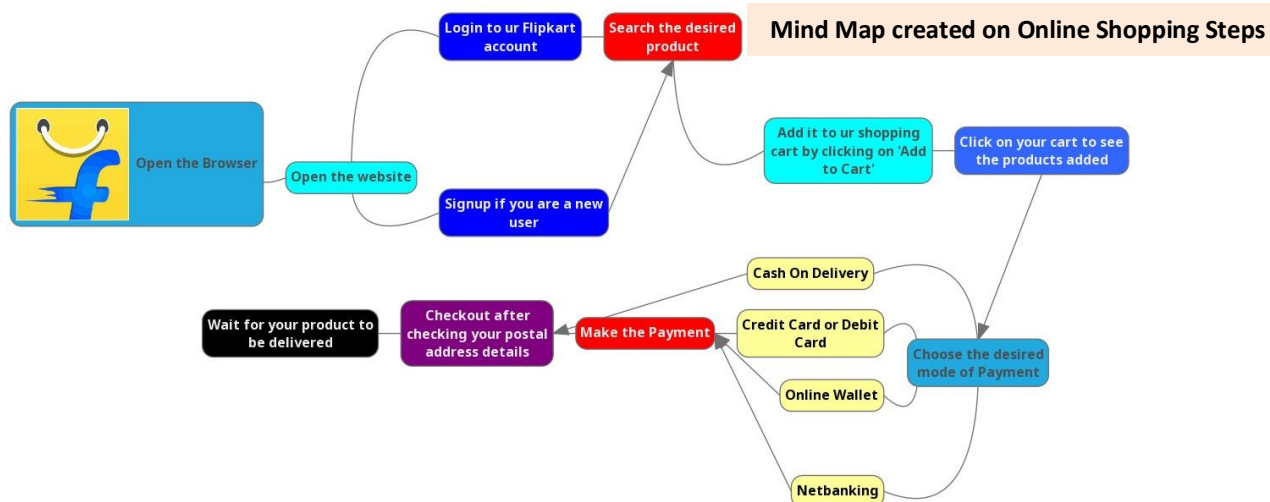 Mind Map created on Online Shopping Steps
Open the Browser
Open the website
Login to ur Flipkart
account
Signup if you are a new
user
Search the desired
product
Add it to ur shopping
cart by clicking on 'Add
to Cart'
Click on your cart to see
the products added
Choose the desired
mode of Payment
Cash On Delivery
Credit Card or Debit
Card
Online Wallet
Netbanking
Make the Payment
Checkout after
checking your postal
address details
Wait for your product to
be delivered